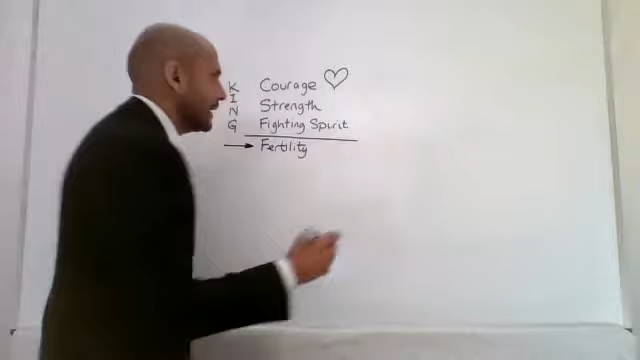 K
I
N
G
Courage
Strength
Fighting Spirit
Fertility